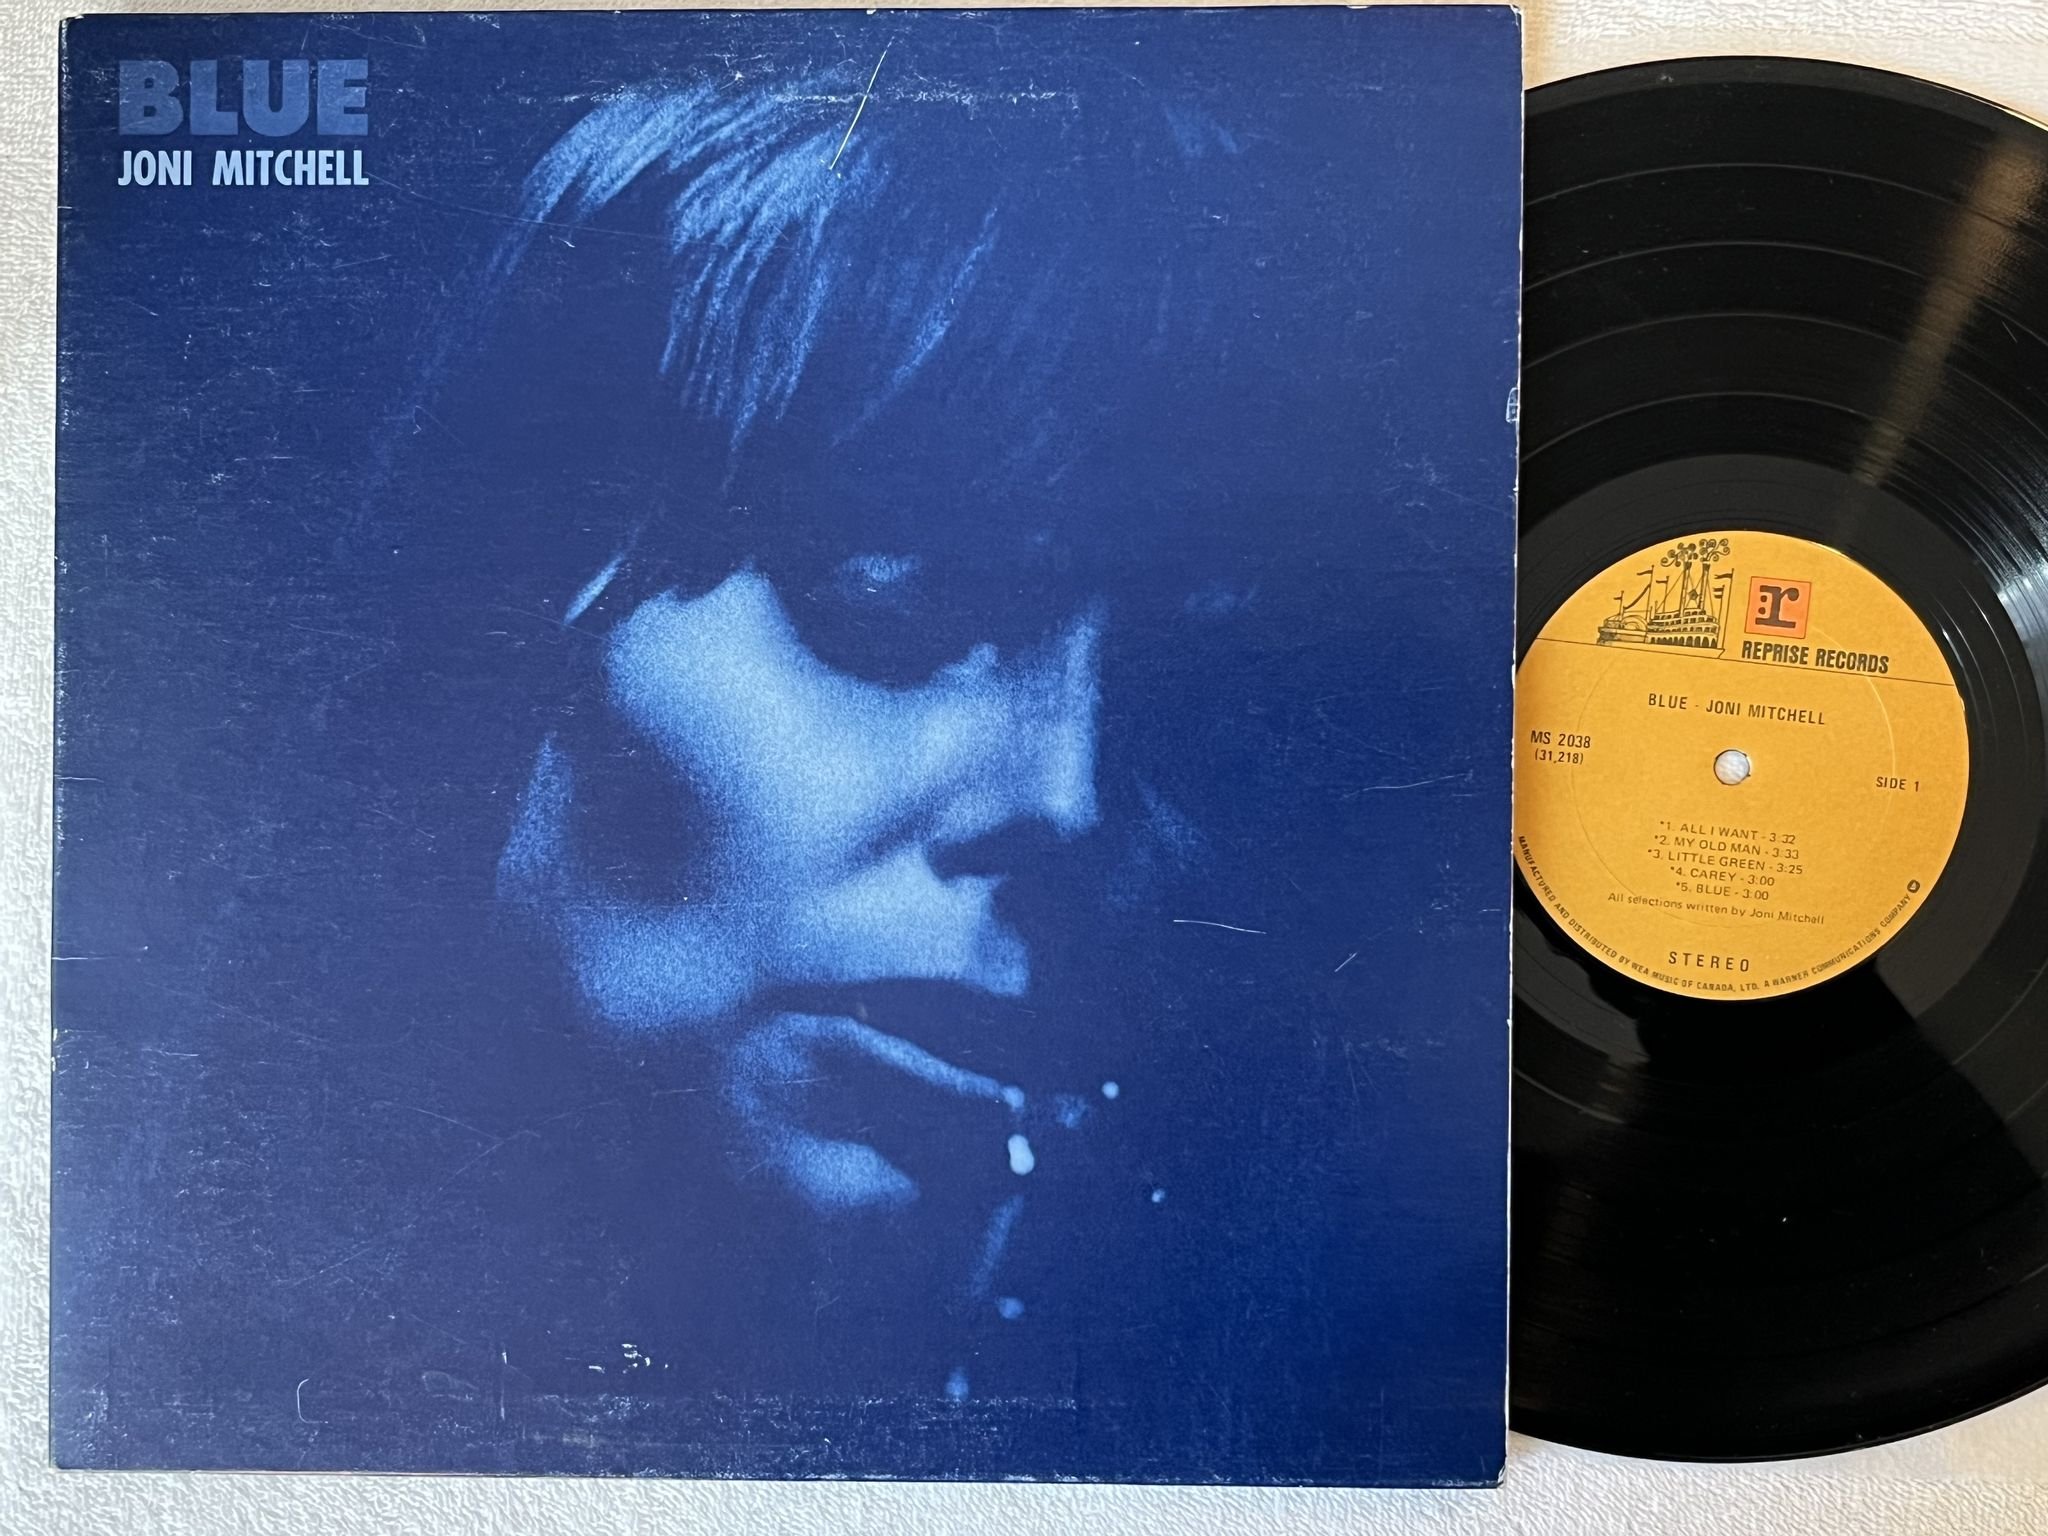 BLUE
JONI MITCHELL
r
REPRISE RECORDS
BLUE - JONI MITCHELL
MS 2038
(31,218)
SIDE 1
*1. ALL I WANT - 3:32
*2. MY OLD MAN - 3:33
*3. LITTLE GREEN - 3:25
*4. CAREY - 3:00
*5. BLUE - 3:00
All selections written by Joni Mitchell
STEREO
MANUFACTURED AND DISTRIBUTED BY WEA MUSIC OF CANADA, LTD. A WARNER COMMUNICATIONS COMPANY